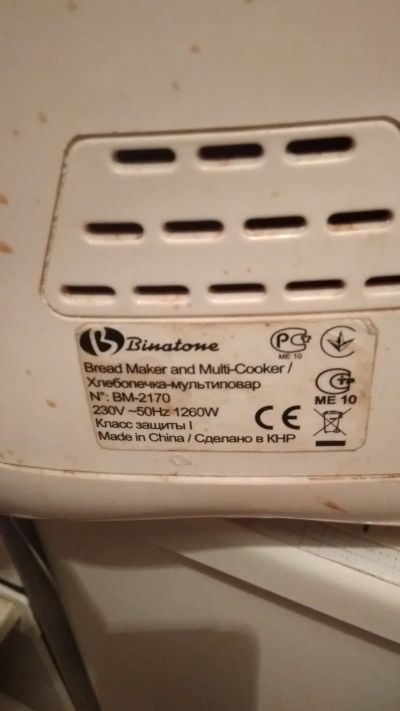 Binatone
Bread Maker and Multi-Cooker /
Хлебопечка-мультиповар
N°: BM-2170
230V ~50Hz 1260W
Класс защиты I
Made in China / Сделано в КНР
РСТ
ME 10
ME 10
CE